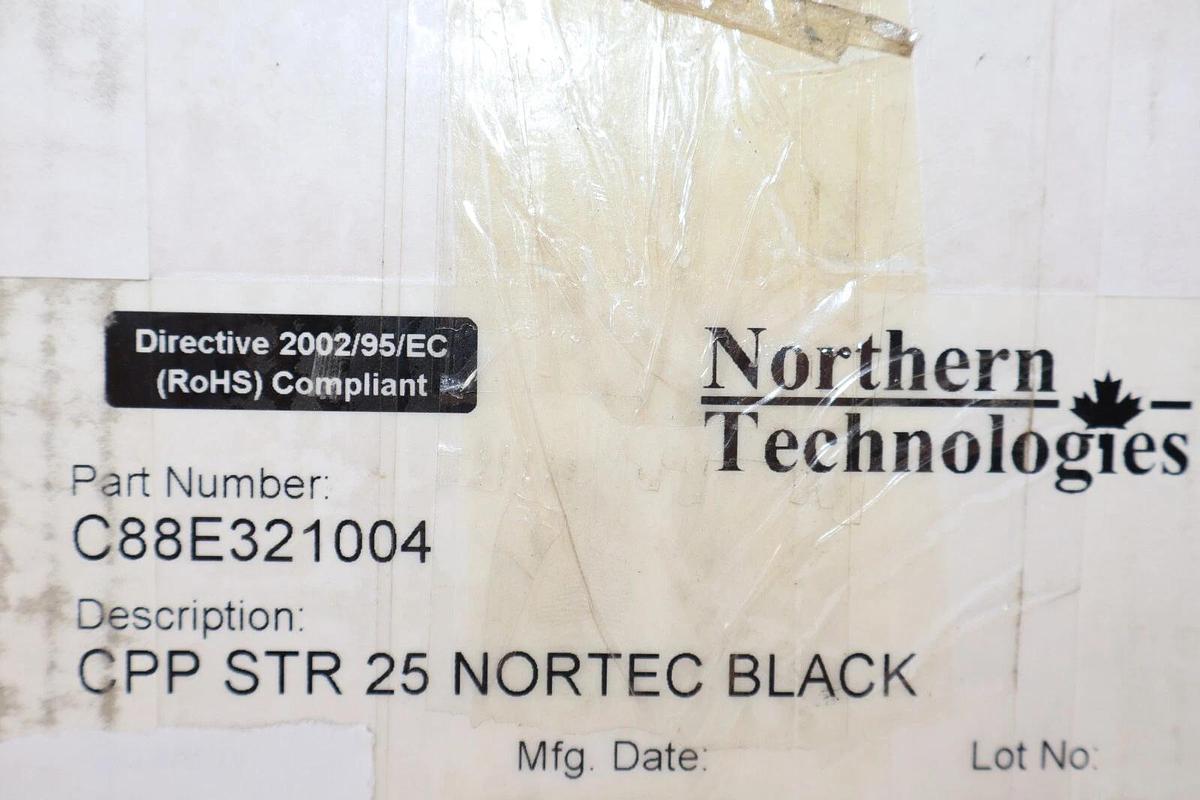 Directive 2002/95/EC
(RoHS) Compliant
Northern
Technologies
Part Number:
C88E321004
Description:
CPP STR 25 NORTEC BLACK
Mfg. Date:
Lot No: